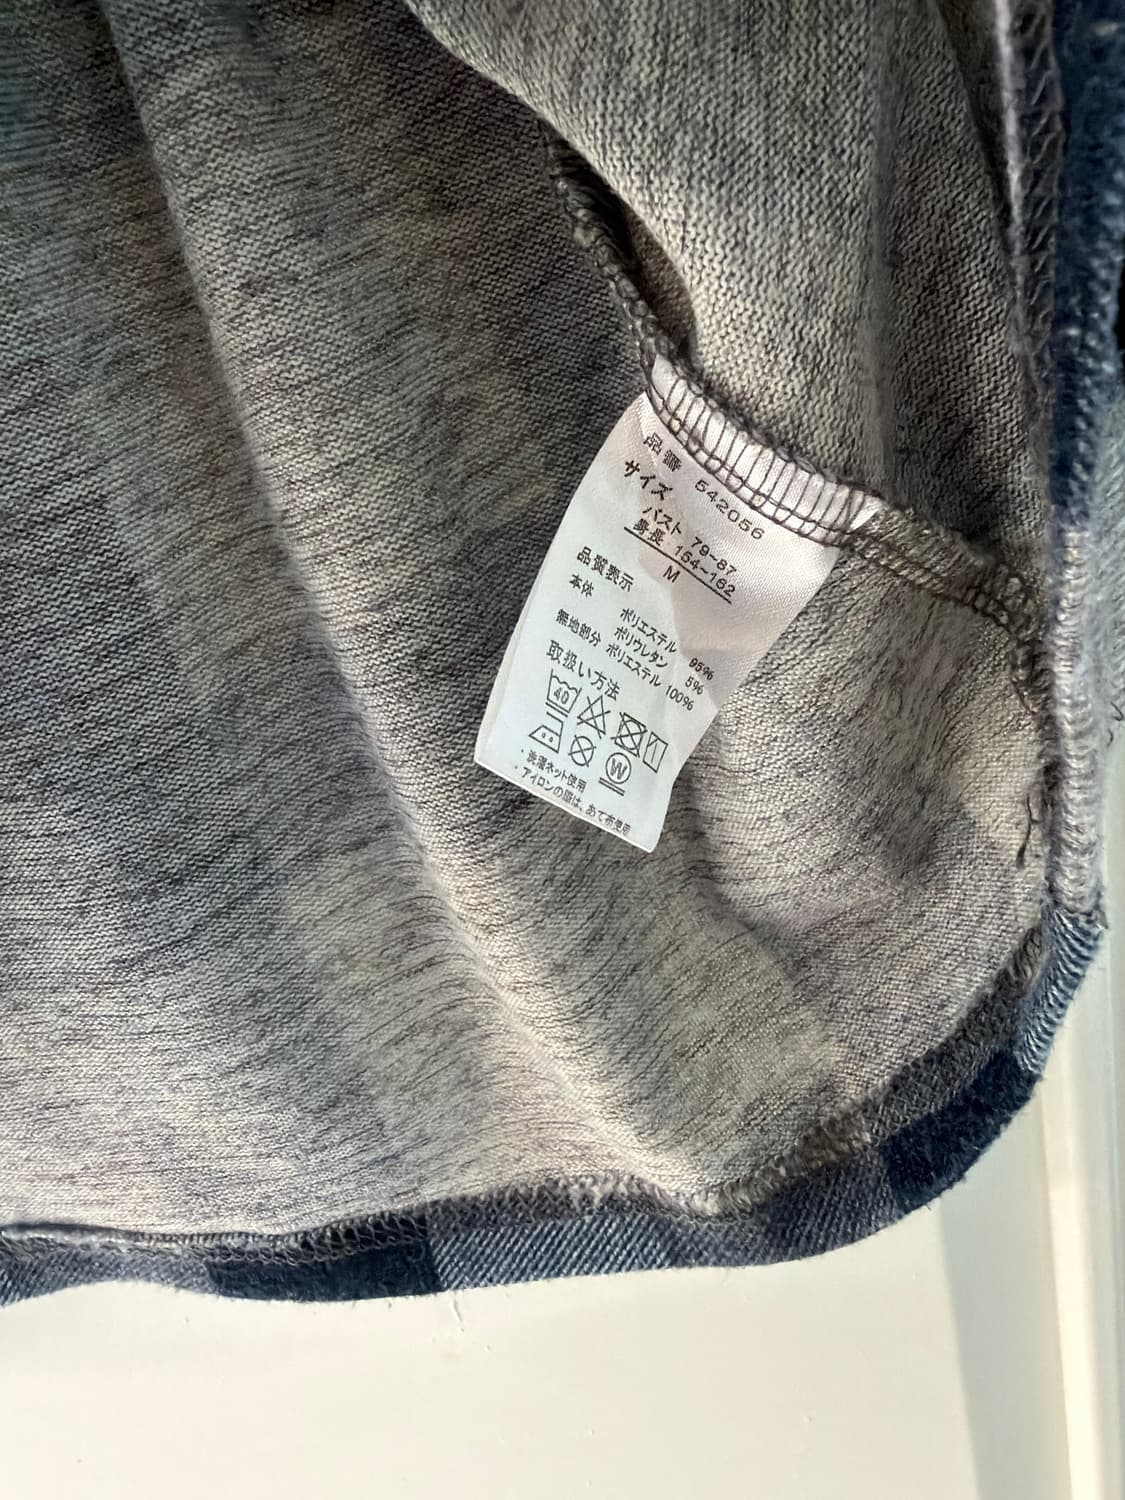 品番 542056
サイズ
バスト 79~87
身長 154~162
M
品質表示
本体 ポリエステル 95%
ポリウレタン 5%
無地部分 ポリエステル 100%
取扱い方法
40
W
・洗濯ネット使用
・アイロンの際は、あて布使用